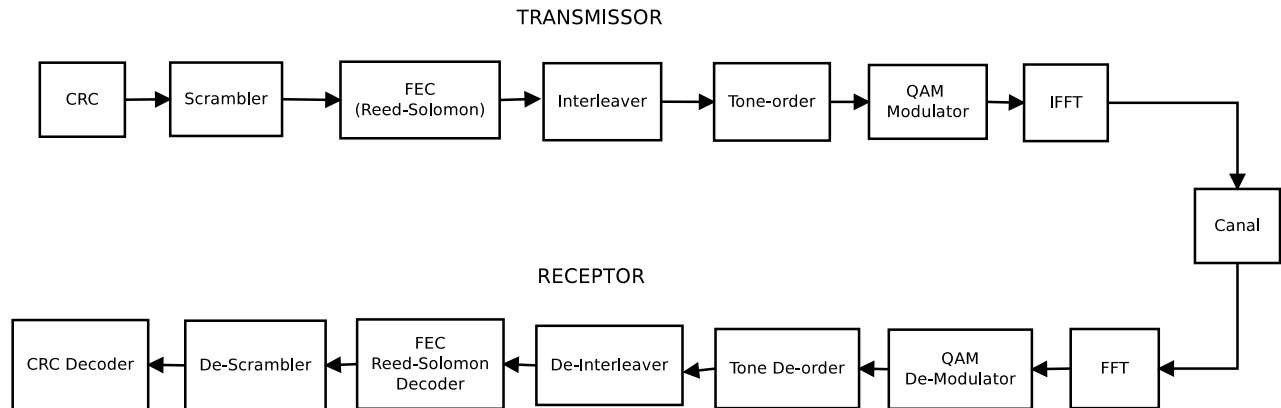 TRANSMISSOR
CRC
Scrambler
FEC
(Reed-Solomon)
Interleaver
Tone-order
QAM
Modulator
IFFT
Canal
RECEPTOR
CRC Decoder
De-Scrambler
FEC
Reed-Solomon
Decoder
De-Interleaver
Tone De-order
QAM
De-Modulator
FFT